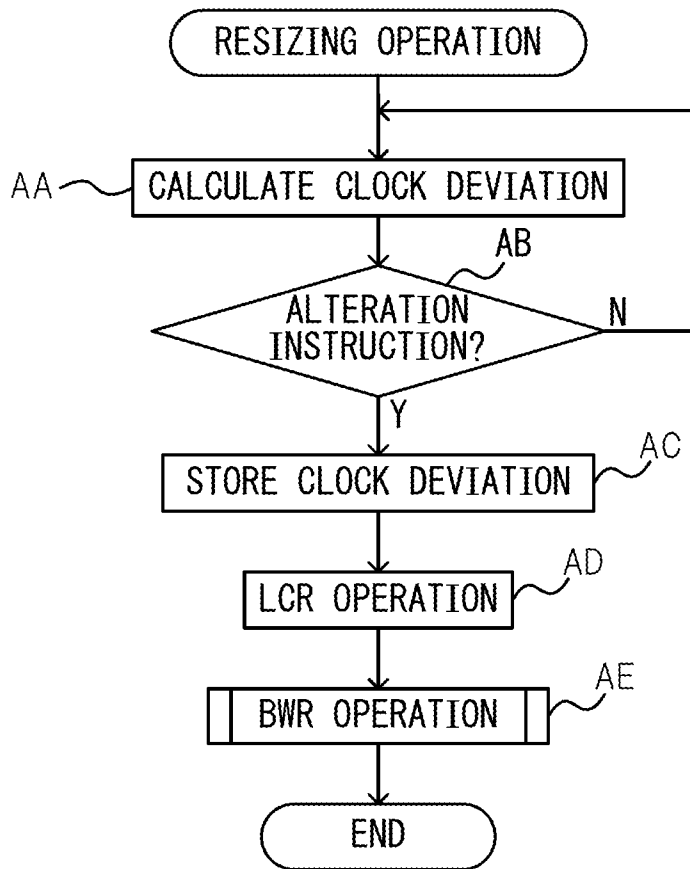 RESIZING OPERATION
AA
CALCULATE CLOCK DEVIATION
AB
ALTERATION
INSTRUCTION?
N
Y
AC
STORE CLOCK DEVIATION
AD
LCR OPERATION
AE
BWR OPERATION
END